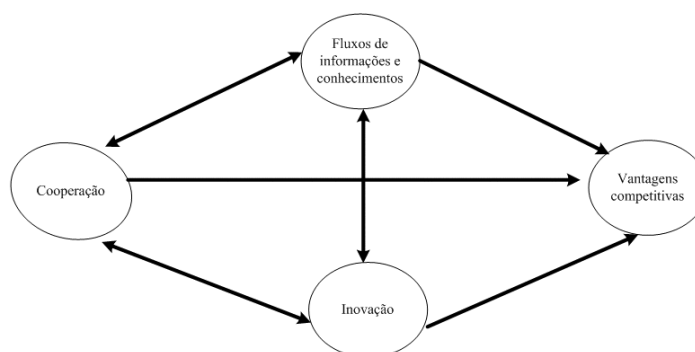 Fluxos de
informações e
conhecimentos
Cooperação
Vantagens
competitivas
Inovação